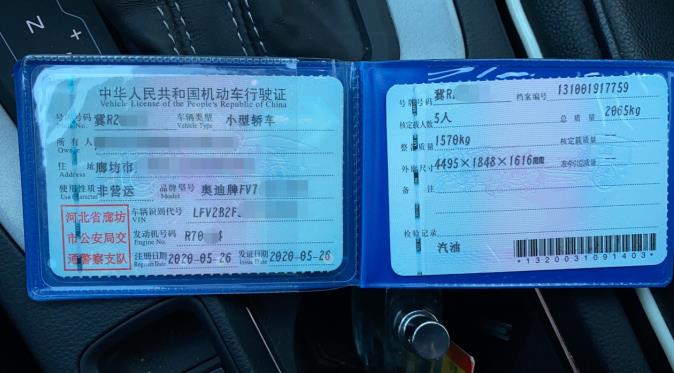 N
+
中华人民共和国机动车行驶证
Vehicle License of the People's Republic of China
号牌号码 冀R2 车辆类型 小型轿车
Plate No. Vehicle Type
所有人
Owner
住址 廊坊市
Address
使用性质 非营运 品牌型号 奥迪牌FV7
Use Character Model
河北省廊坊
市公安局交
通警察支队
车辆识别代号 LFV2B2F
VIN
发动机号码 R70
Engine No.
注册日期 2020-05-26 发证日期 2020-05-26
Register Date Issue Date
号牌号码 冀R 档案编号 131001917759
核定载人数 5人 总质量 2065kg
整备质量 1570kg 核定载质量
外廓尺寸 4495×1848×1616
备注
检验记录
汽油
*1320031091403*